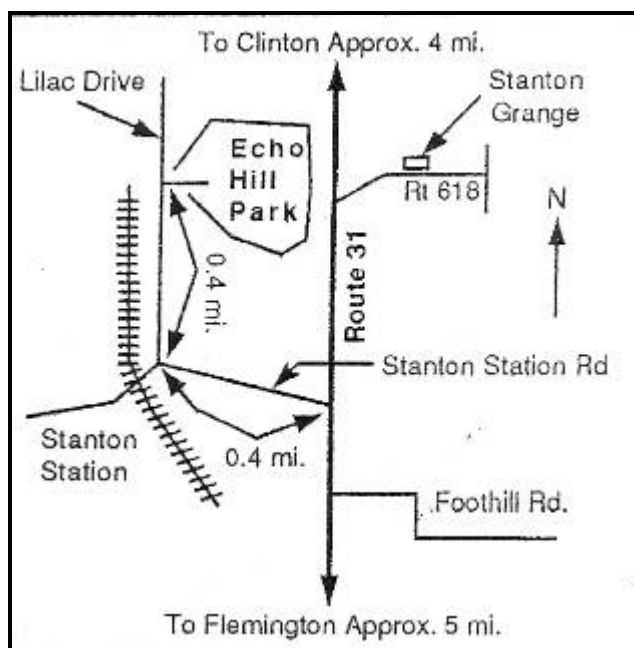 To Clinton Approx. 4 mi.
Lilac Drive
Stanton
Grange
Echo
Hill
Park
Rt 618
N
0.4 mi.
Route 31
Stanton Station Rd
Stanton
Station
0.4 mi.
Foothill Rd.
To Flemington Approx. 5 mi.